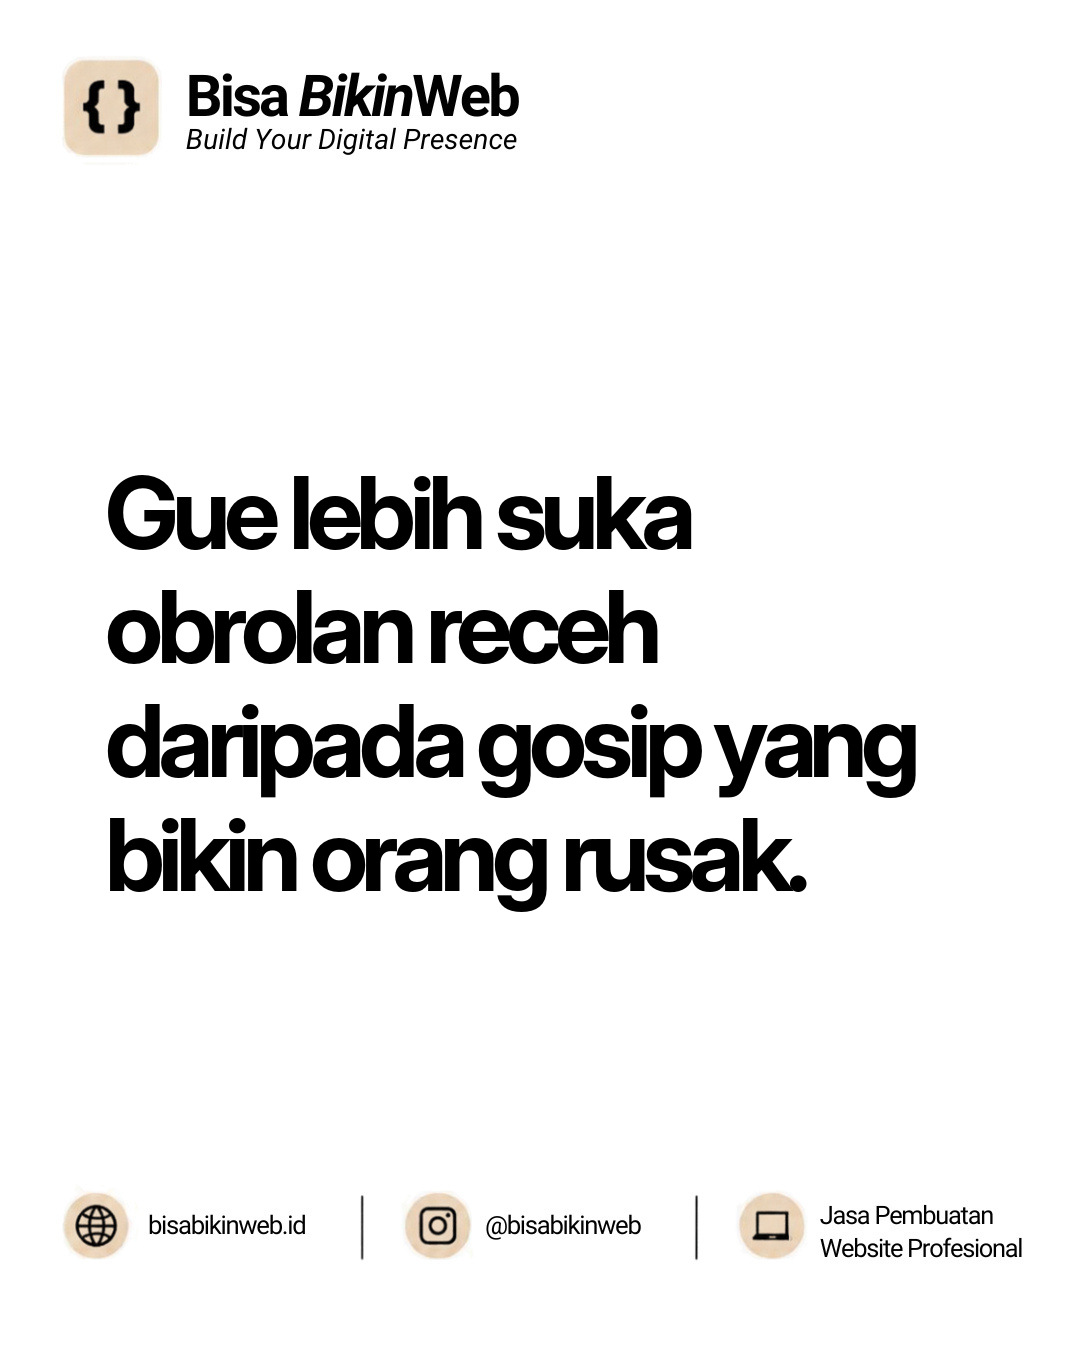 { }
Bisa BikinWeb
Build Your Digital Presence
Gue lebih suka
obrolan receh
daripada gosip yang
bikin orang rusak.
bisabikinweb.id
@bisabikinweb
Jasa Pembuatan
Website Profesional